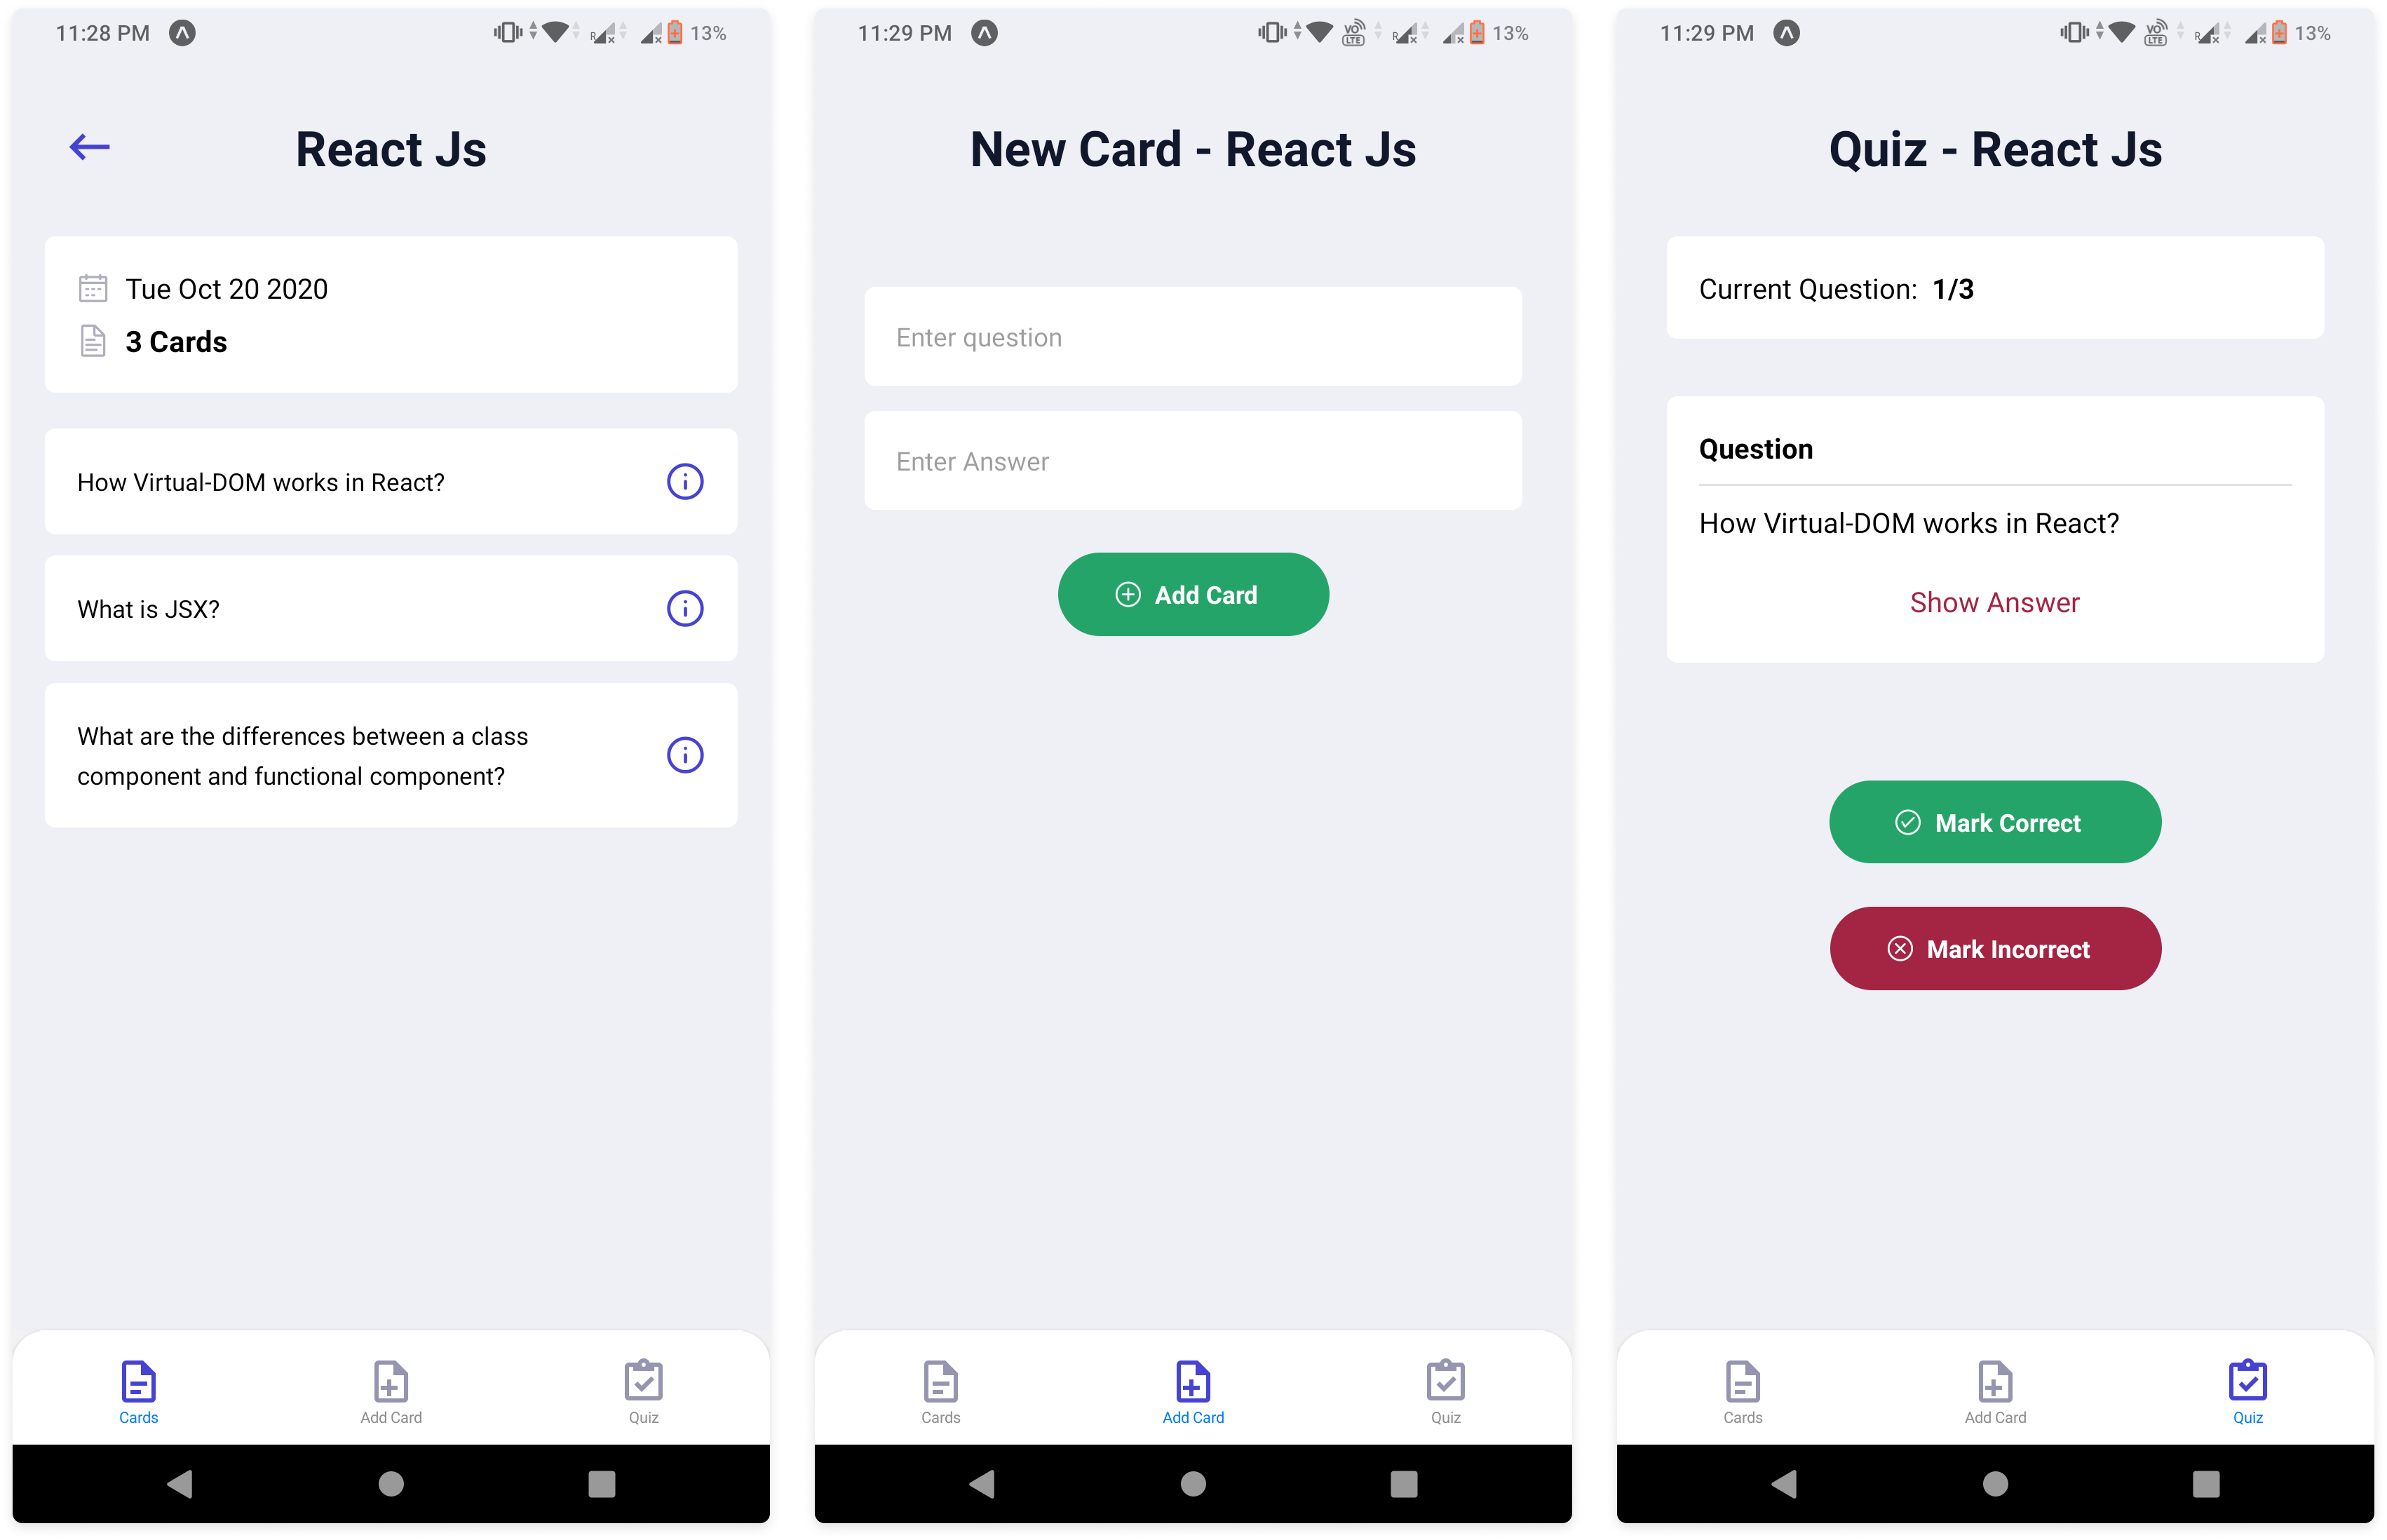 11:28 PM
R
13%
React Js
Tue Oct 20 2020
3 Cards
How Virtual-DOM works in React?
What is JSX?
What are the differences between a class
component and functional component?
Cards
Add Card
Quiz
11:29 PM
VO
LTE
R
13%
New Card - React Js
Enter question
Enter Answer
Add Card
Cards
Add Card
Quiz
11:29 PM
VO
LTE
R
13%
Quiz - React Js
Current Question: 1/3
Question
How Virtual-DOM works in React?
Show Answer
Mark Correct
Mark Incorrect
Cards
Add Card
Quiz